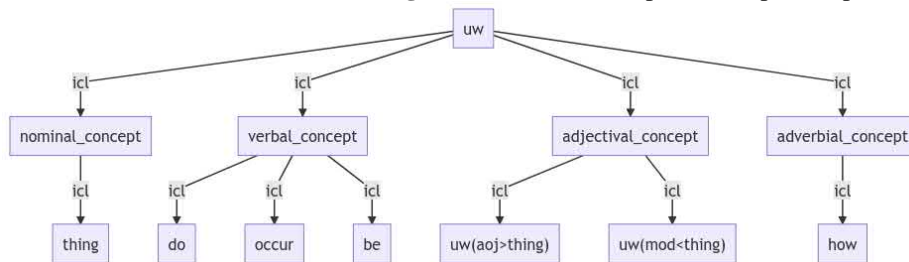 uw
icl icl icl icl
nominal_concept verbal_concept adjectival_concept adverbial_concept
icl icl icl icl icl icl icl
thing do occur be uw(aoj>thing) uw(mod<thing) how